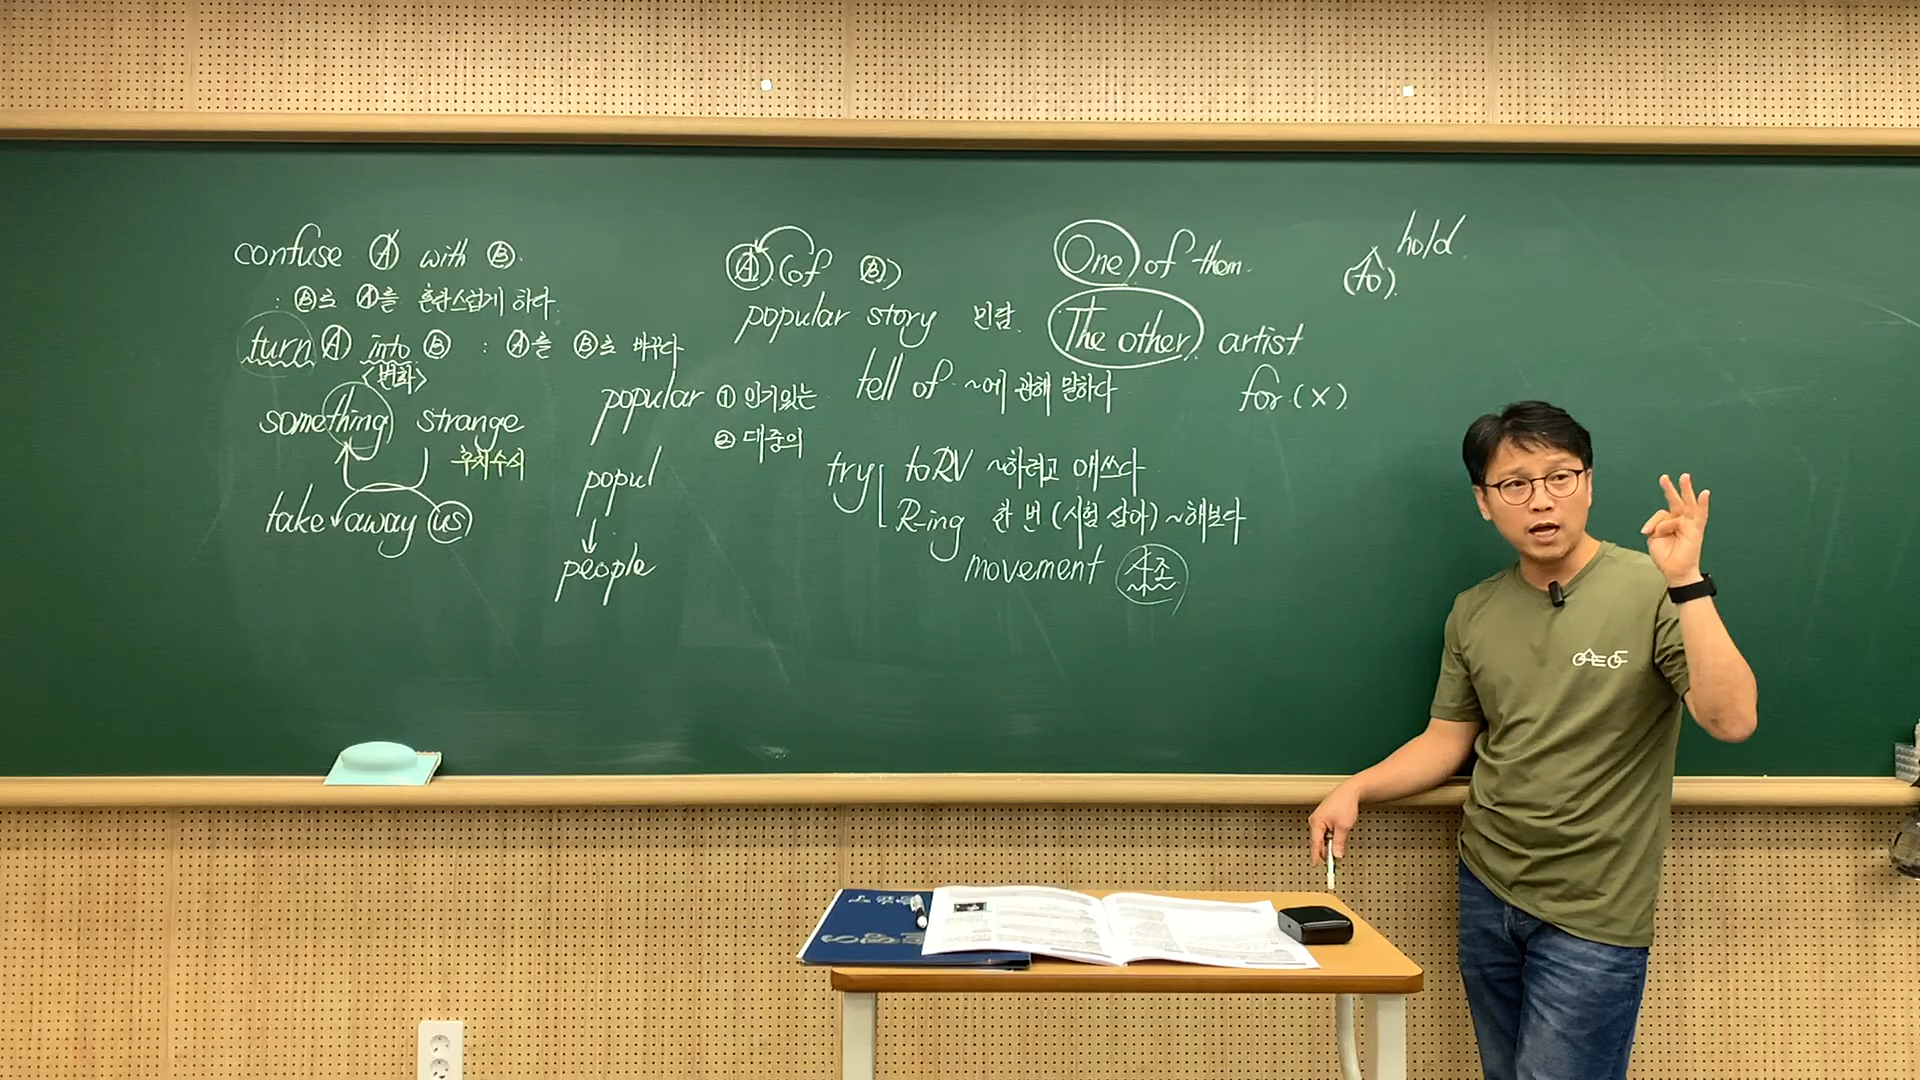 confuse Ⓐ with Ⓑ.
: Ⓑ로 Ⓐ를 혼란스럽게 하다
turn Ⓐ into Ⓑ : Ⓐ를 Ⓑ로 바꾸다
<변화>
something strange
후치수식
take away us
popular ① 인기있는
② 대중의
popul
people
Ⓐ (of Ⓑ)
popular story 민담.
tell of ~에 관해 말하다
try toRV ~하려고 애쓰다
R-ing 한 번 (시험 삼아) ~해보다
movement 사조
One of them.
The other artist
for (X)
(to) hold.